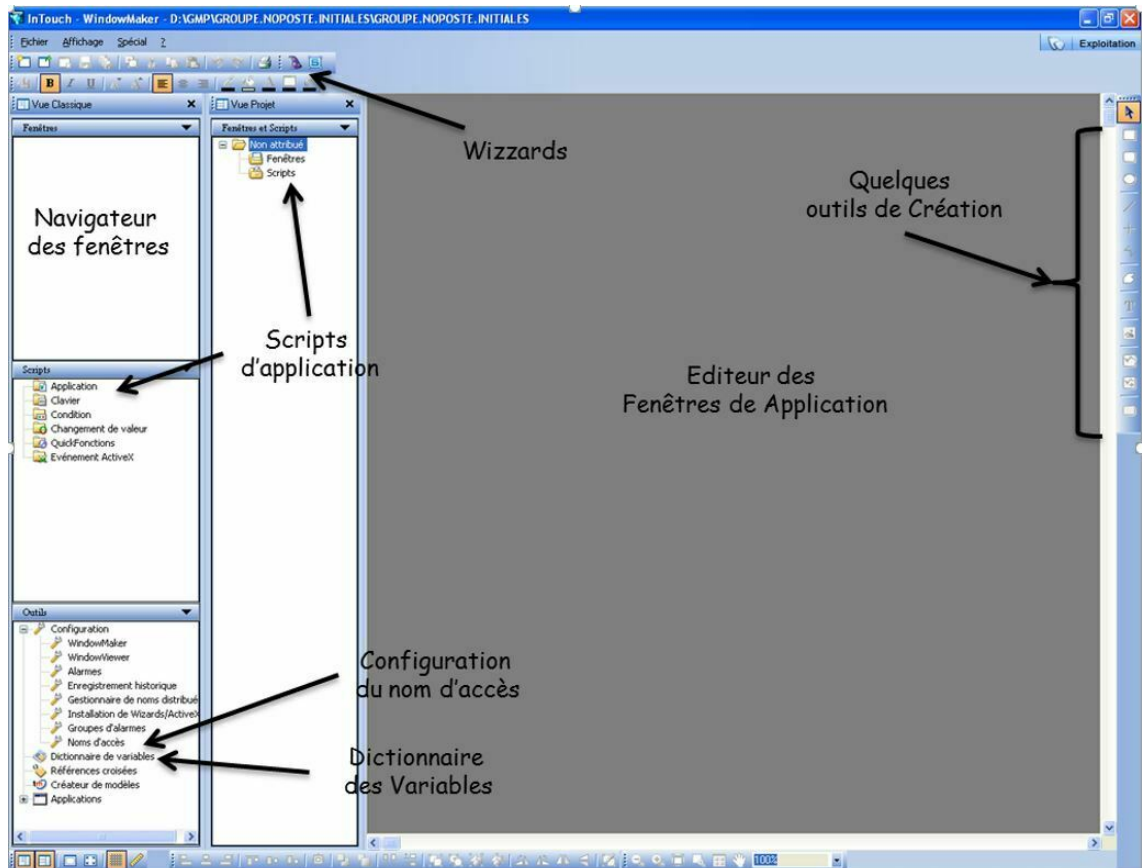 InTouch - WindowMaker - D:\GMP\GROUPE.NOPOSTE.INITIALES\GROUPE.NOPOSTE.INITIALES
Fichier Affichage Spécial ?
Exploitation
B I U
Vue Classique
Vue Projet
Fenêtres
Fenêtres et Scripts
Non attribué
Fenêtres
Scripts
Wizzards
Quelques
outils de Création
Navigateur
des fenêtres
Scripts
d'application
Editeur des
Fenêtres de Application
Scripts
Application
Clavier
Condition
Changement de valeur
QuickFonctions
Evénement ActiveX
Outils
Configuration
WindowMaker
WindowViewer
Alarmes
Enregistrement historique
Gestionnaire de noms distribué
Installation de Wizards/ActiveX
Groupes d'alarmes
Noms d'accès
Dictionnaire de variables
Références croisées
Créateur de modèles
Applications
Configuration
du nom d'accès
Dictionnaire
des Variables
100%